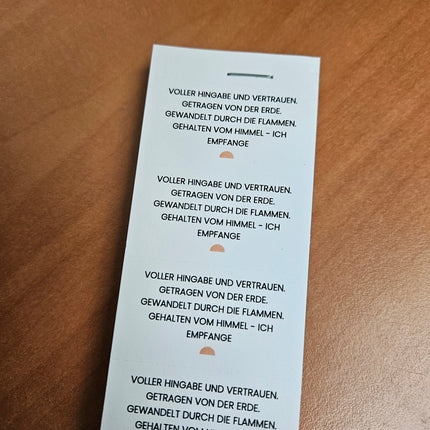 VOLLER HINGABE UND VERTRAUEN.
GETRAGEN VON DER ERDE.
GEWANDELT DURCH DIE FLAMMEN.
GEHALTEN VOM HIMMEL - ICH
EMPFANGE
VOLLER HINGABE UND VERTRAUEN.
GETRAGEN VON DER ERDE.
GEWANDELT DURCH DIE FLAMMEN.
GEHALTEN VOM HIMMEL - ICH
EMPFANGE
VOLLER HINGABE UND VERTRAUEN.
GETRAGEN VON DER ERDE.
GEWANDELT DURCH DIE FLAMMEN.
GEHALTEN VOM HIMMEL - ICH
EMPFANGE
VOLLER HINGABE UND VERTRAUEN.
GETRAGEN VON DER ERDE.
GEWANDELT DURCH DIE FLAMMEN.